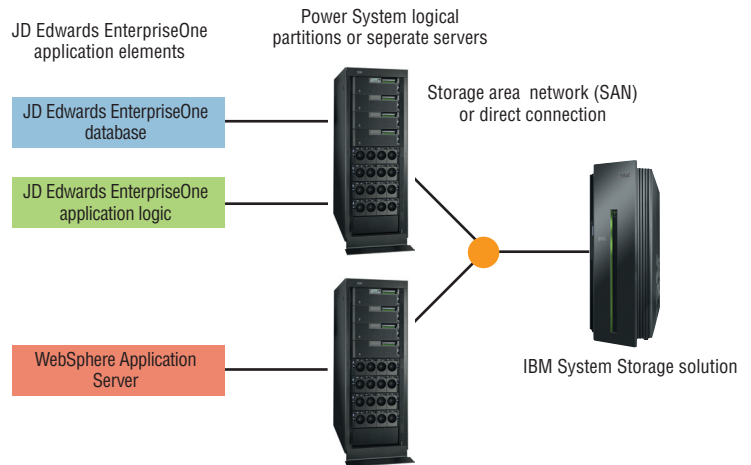 JD Edwards EnterpriseOne
application elements
Power System logical
partitions or seperate servers
Storage area network (SAN)
or direct connection
JD Edwards EnterpriseOne
database
JD Edwards EnterpriseOne
application logic
WebSphere Application
Server
IBM System Storage solution